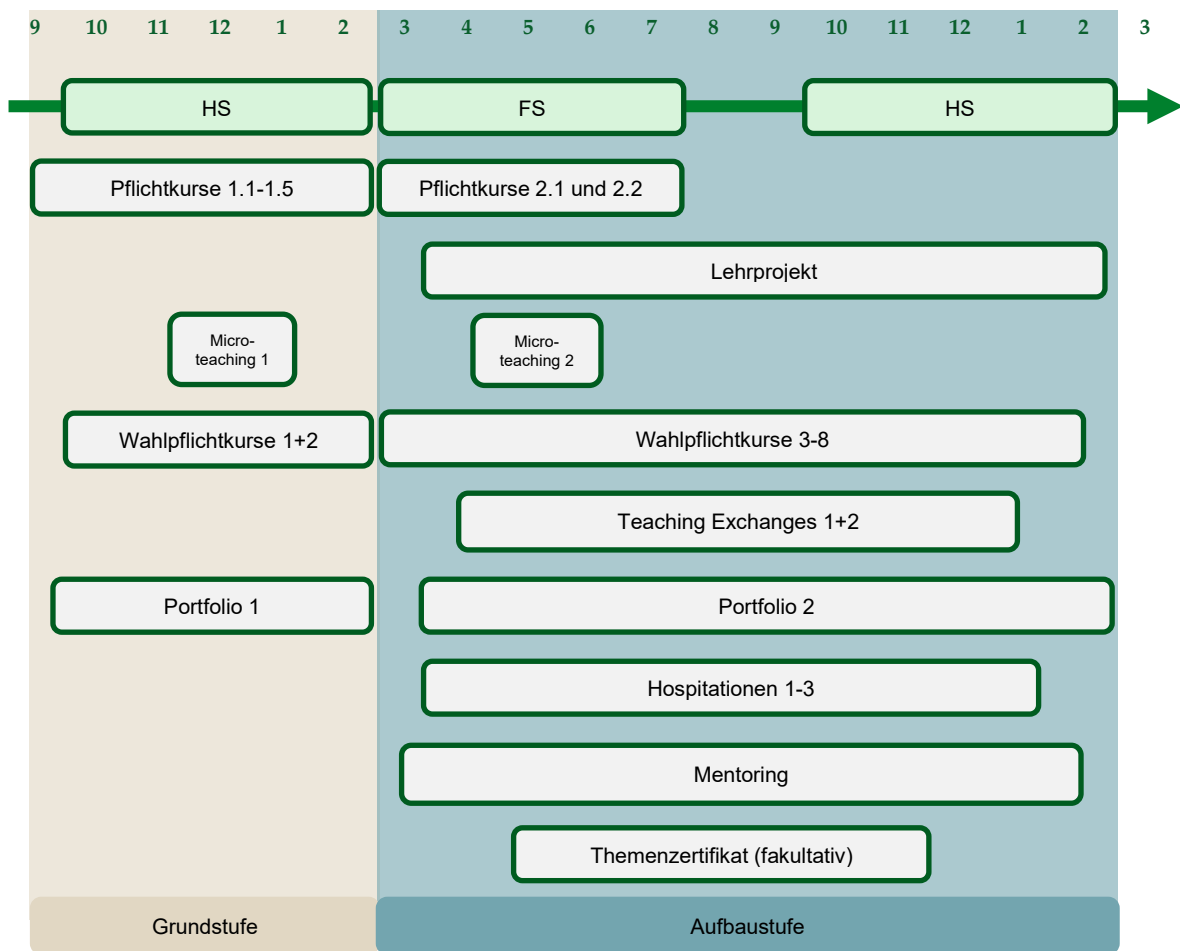 9 10 11 12 1 2 3 4 5 6 7 8 9 10 11 12 1 2 3
HS FS HS
Pflichtkurse 1.1-1.5 Pflichtkurse 2.1 und 2.2
Lehrprojekt
Micro-
teaching 1
Micro-
teaching 2
Wahlpflichtkurse 1+2 Wahlpflichtkurse 3-8
Teaching Exchanges 1+2
Portfolio 1 Portfolio 2
Hospitationen 1-3
Mentoring
Themenzertifikat (fakultativ)
Grundstufe Aufbaustufe